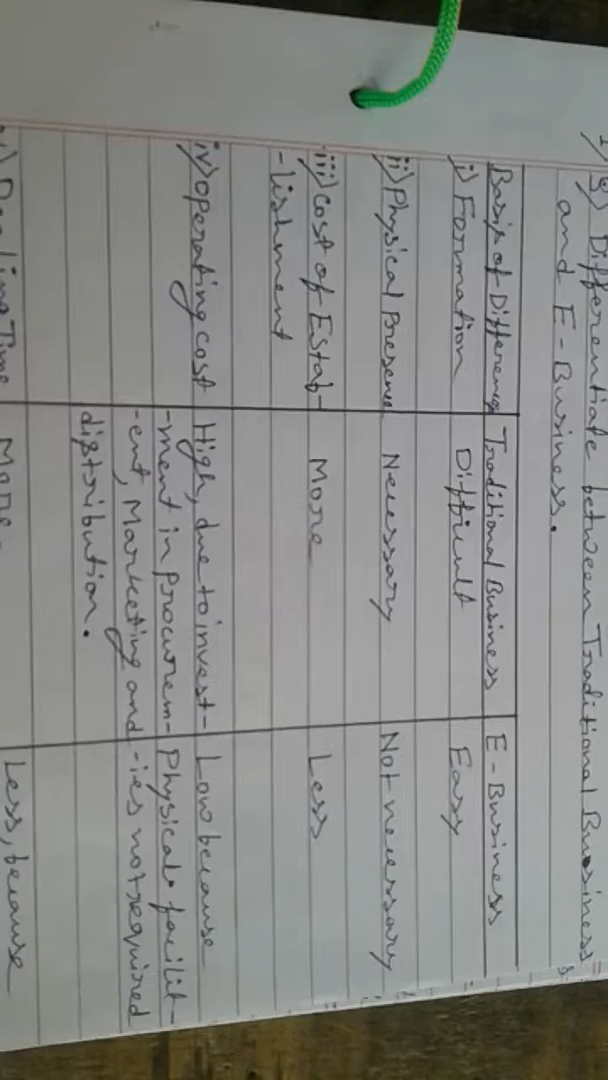 g) Differentiate between Traditional Business
and E-Business.
Basis of Difference Traditional Business E-Business
i) Formation Difficult Easy
ii) Physical Presence Necessary Not necessary
iii) Cost of Estab- More Less
-lishment
iv) Operating cost High, due to invest- Low because
-ment in procurem- Physical facilit-
-ent, Marketing and -ies not required
distribution.
v) Dealing Time More. Less, because